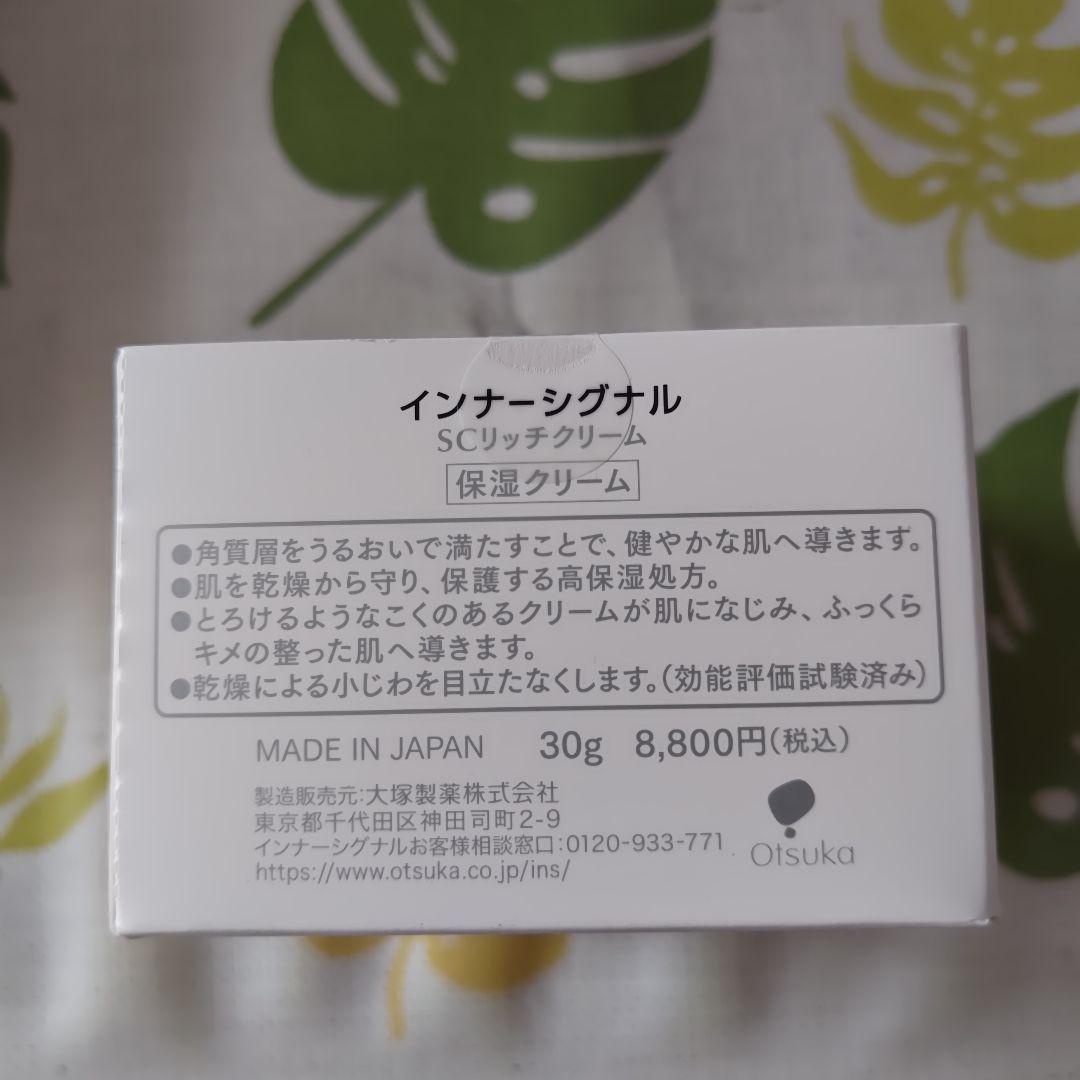 インナーシグナル
SCリッチクリーム
保湿クリーム
●角質層をうるおいで満たすことで、健やかな肌へ導きます。
●肌を乾燥から守り、保護する高保湿処方。
●とろけるようなこくのあるクリームが肌になじみ、ふっくら
キメの整った肌へ導きます。
●乾燥による小じわを目立たなくします。(効能評価試験済み)
MADE IN JAPAN 30g 8,800円(税込)
製造販売元:大塚製薬株式会社
東京都千代田区神田司町2-9
インナーシグナルお客様相談窓口:0120-933-771
https://www.otsuka.co.jp/ins/
Otsuka